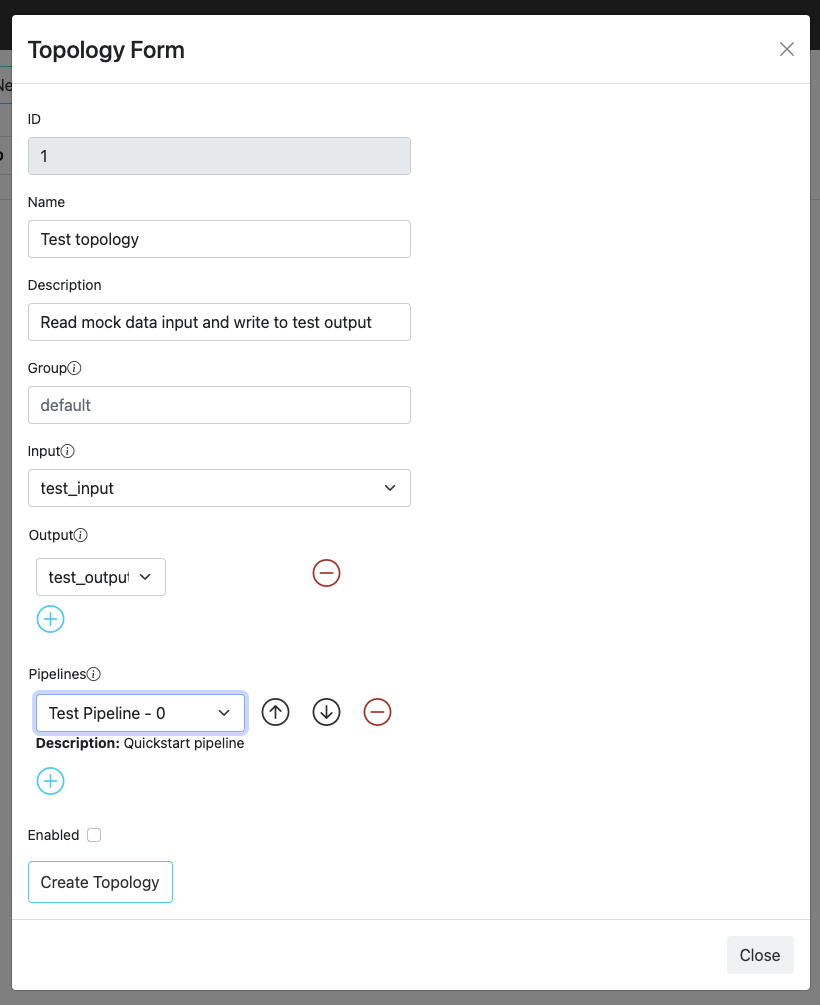 Topology Form
ID
1
Name
Test topology
Description
Read mock data input and write to test output
Group
default
Input
test_input
Output
test_output
Pipelines
Test Pipeline - 0
Description: Quickstart pipeline
Enabled
Create Topology
Close